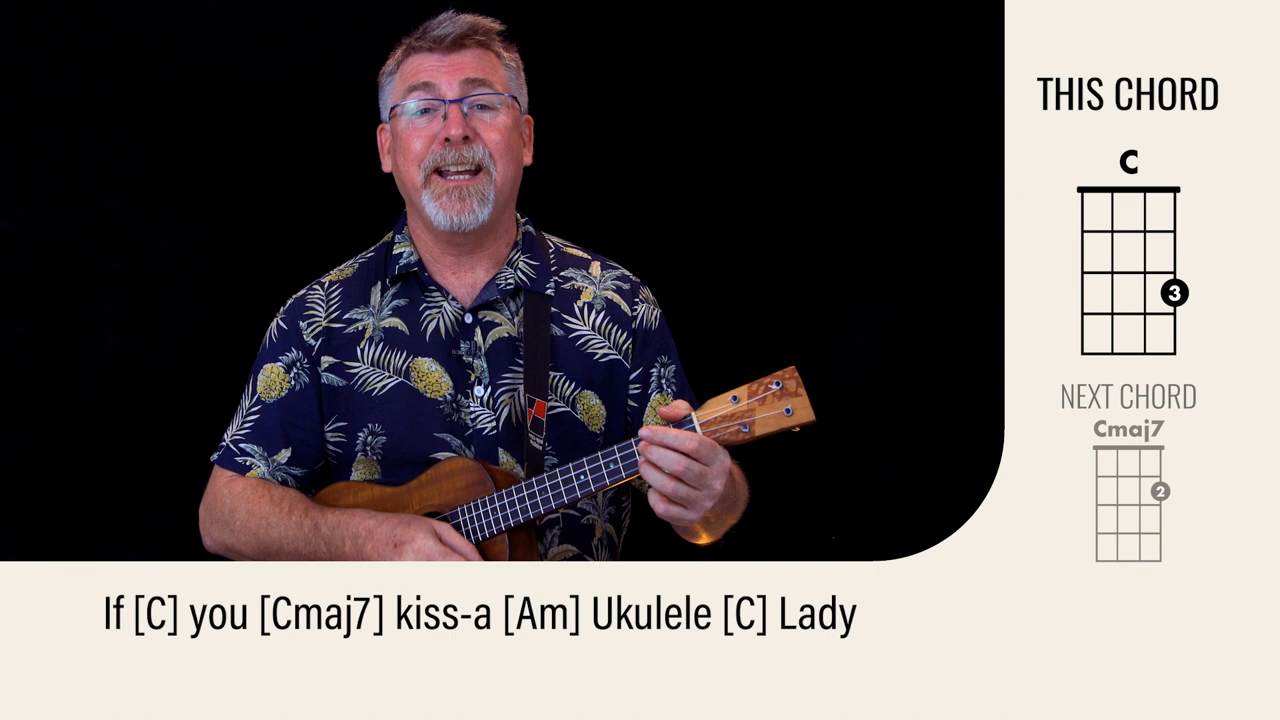 THIS CHORD
C
3
NEXT CHORD
Cmaj7
2
If [C] you [Cmaj7] kiss-a [Am] Ukulele [C] Lady